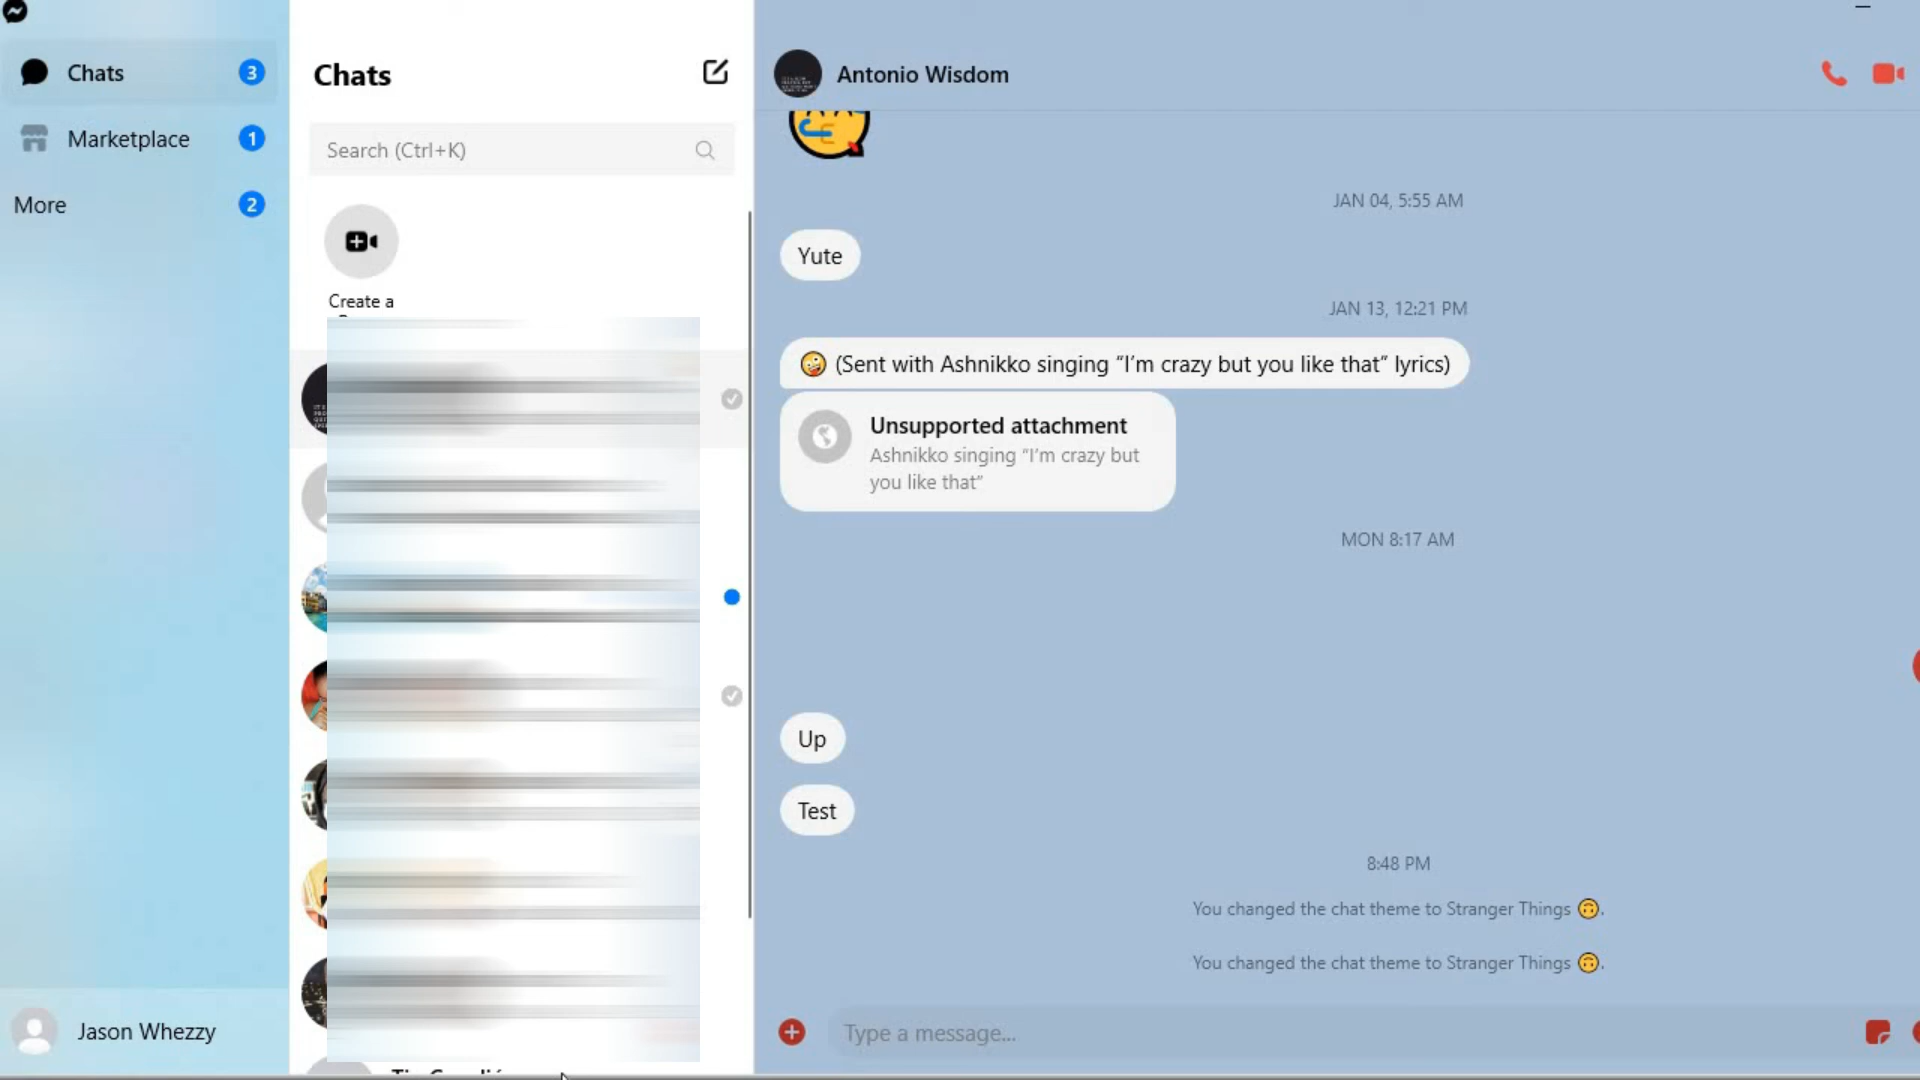 Chats 3
Marketplace 1
More 2
Jason Whezzy
Chats
Search (Ctrl+K)
Create a
Antonio Wisdom
JAN 04, 5:55 AM
Yute
JAN 13, 12:21 PM
🤪 (Sent with Ashnikko singing “I’m crazy but you like that” lyrics)
Unsupported attachment
Ashnikko singing “I’m crazy but
you like that”
MON 8:17 AM
Up
Test
8:48 PM
You changed the chat theme to Stranger Things 🙃.
You changed the chat theme to Stranger Things 🙃.
Type a message...